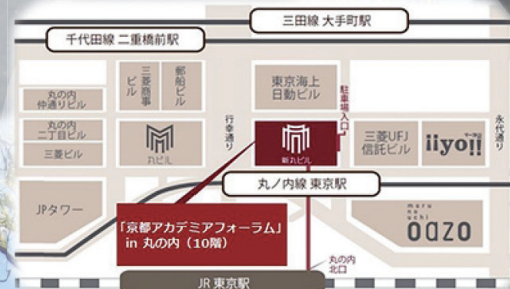 三田線 大手町駅
千代田線 二重橋前駅
三菱商事
ビル
郵船ビル
東京海上
日動ビル
駐車場入口
丸の内
仲通りビル
丸の内
二丁目ビル
三菱ビル
丸ビル
行幸通り
新丸ビル
三菱UFJ
信託ビル
iiyo!!
永代通り
丸ノ内線 東京駅
JPタワー
「京都アカデミアフォーラム」
in 丸の内（10階）
maru
no
uchi
oazo
丸の内
北口
JR 東京駅